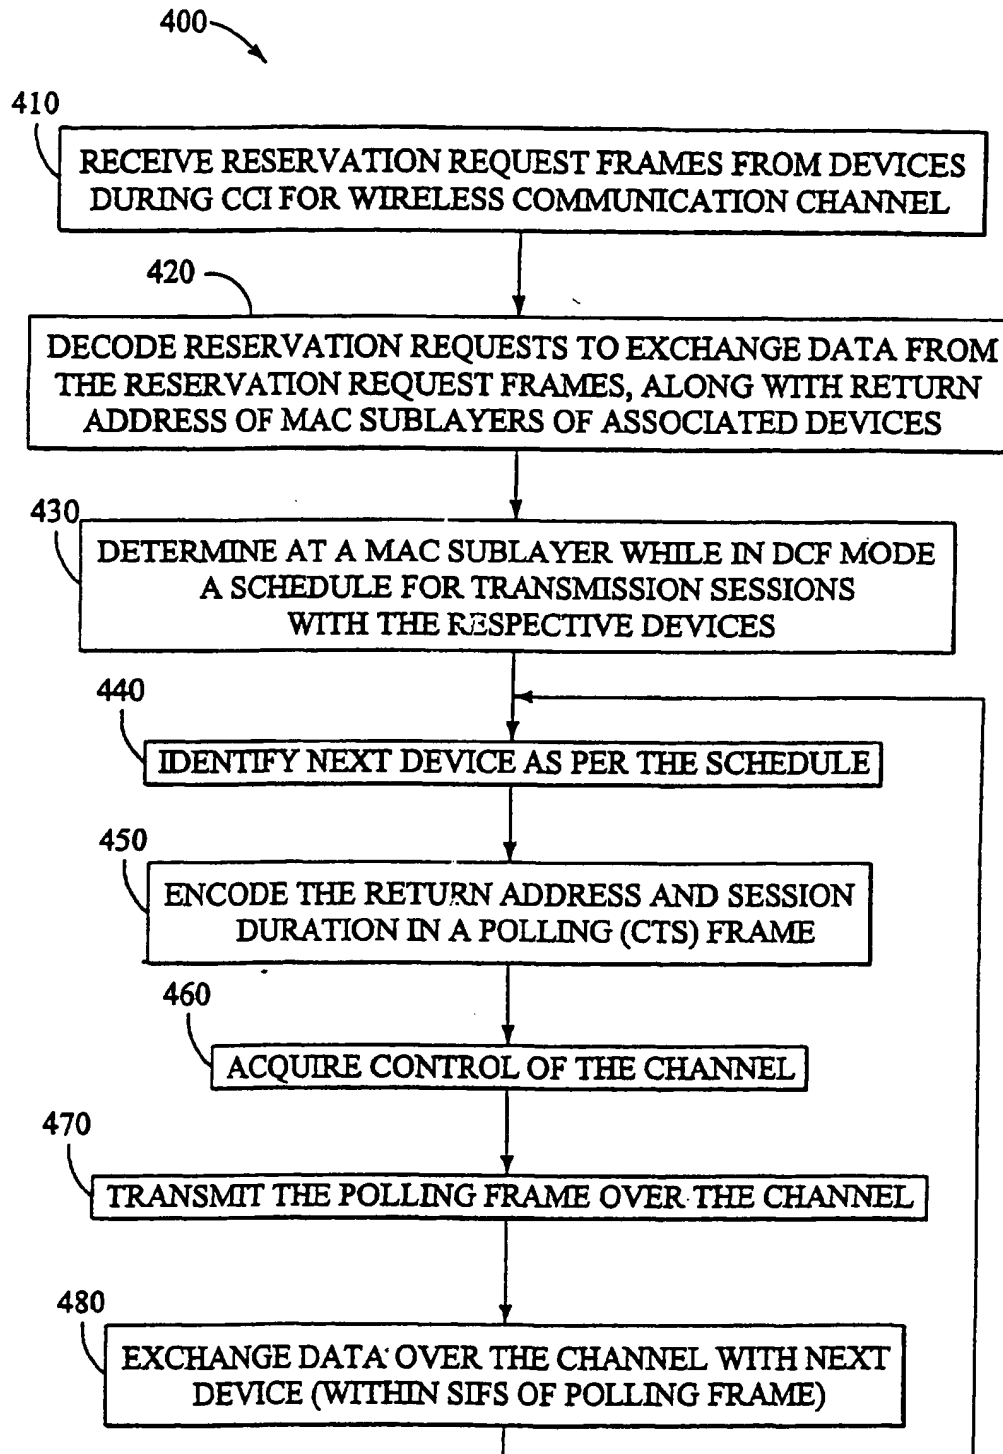 400
410
RECEIVE RESERVATION REQUEST FRAMES FROM DEVICES
DURING CCI FOR WIRELESS COMMUNICATION CHANNEL
420
DECODE RESERVATION REQUESTS TO EXCHANGE DATA FROM
THE RESERVATION REQUEST FRAMES, ALONG WITH RETURN
ADDRESS OF MAC SUBLAYERS OF ASSOCIATED DEVICES
430
DETERMINE AT A MAC SUBLAYER WHILE IN DCF MODE
A SCHEDULE FOR TRANSMISSION SESSIONS
WITH THE RESPECTIVE DEVICES
440
IDENTIFY NEXT DEVICE AS PER THE SCHEDULE
450
ENCODE THE RETURN ADDRESS AND SESSION
DURATION IN A POLLING (CTS) FRAME
460
ACQUIRE CONTROL OF THE CHANNEL
470
TRANSMIT THE POLLING FRAME OVER THE CHANNEL
480
EXCHANGE DATA OVER THE CHANNEL WITH NEXT
DEVICE (WITHIN SIFS OF POLLING FRAME)